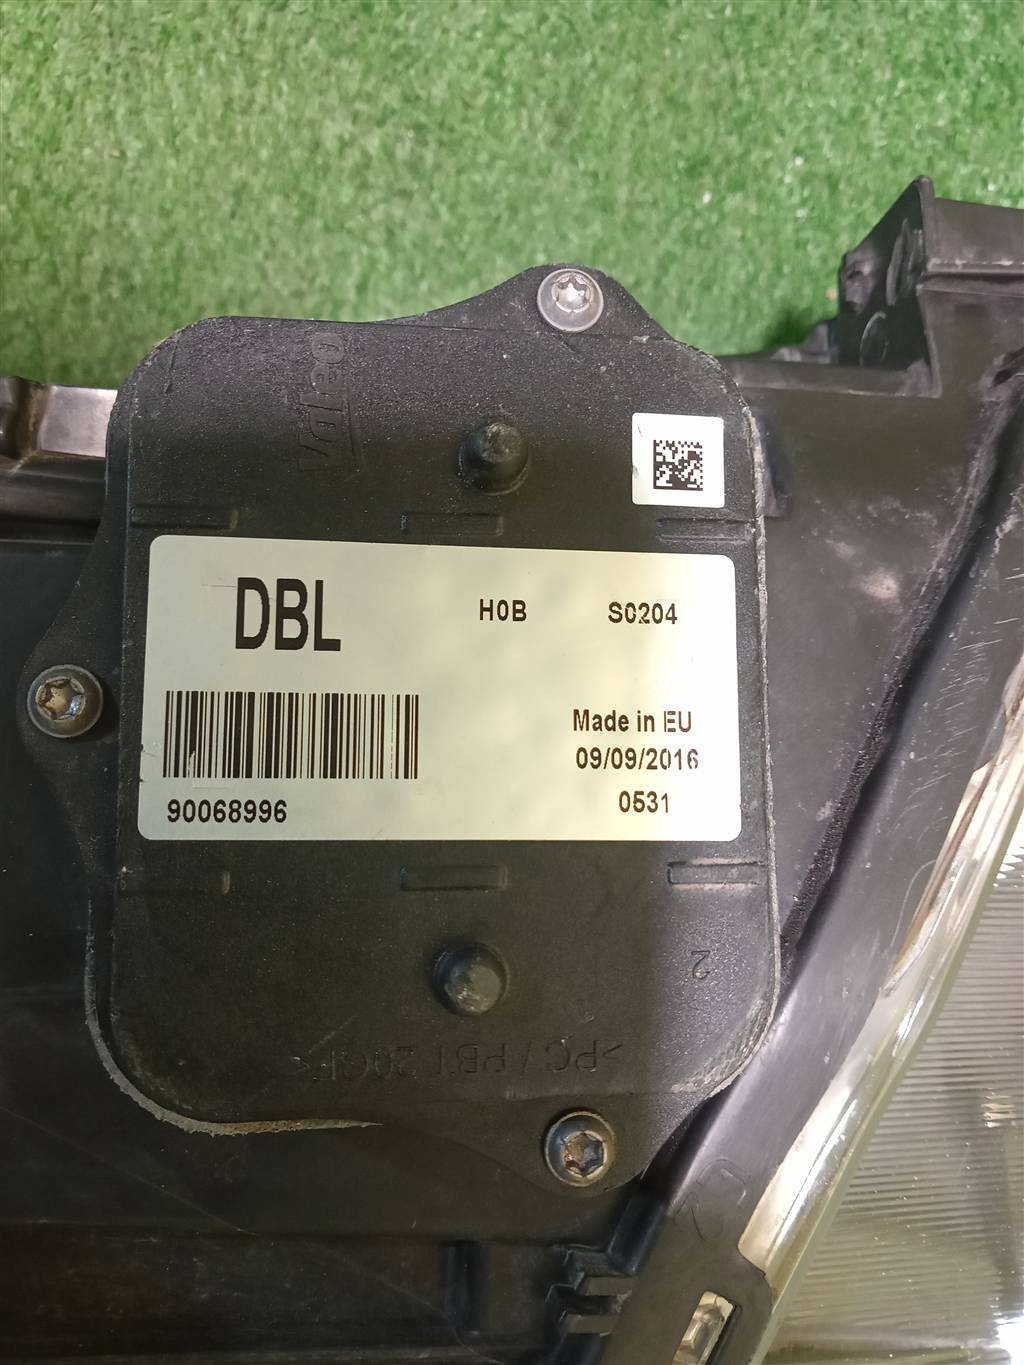 Valeo
DBL H0B S0204
Made in EU
09/09/2016
90068996 0531
2
>PC / PBT 20GF<